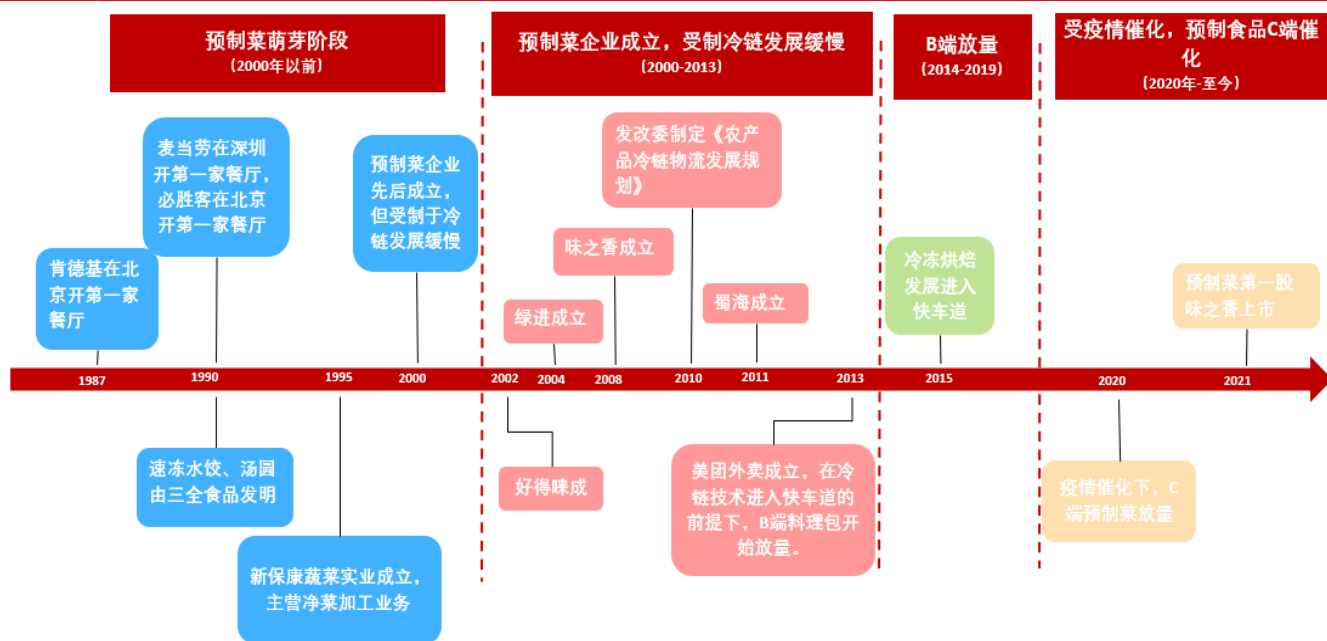 预制菜萌芽阶段
(2000年以前)
预制菜企业成立，受制冷链发展缓慢
(2000-2013)
B端放量
(2014-2019)
受疫情催化，预制食品C端催
化
(2020年-至今)
肯德基在北
京开第一家
餐厅
麦当劳在深圳
开第一家餐厅，
必胜客在北京
开第一家餐厅
预制菜企业
先后成立，
但受制于冷
链发展缓慢
绿进成立
味之香成立
发改委制定《农产
品冷链物流发展规
划》
蜀海成立
冷冻烘焙
发展进入
快车道
预制菜第一股
味之香上市
1987
1990
1995
2000
2002
2004
2008
2010
2011
2013
2015
2020
2021
速冻水饺、汤圆
由三全食品发明
新保康蔬菜实业成立，
主营净菜加工业务
好得睐成
美团外卖成立，在冷
链技术进入快车道的
前提下，B端料理包开
始放量。
疫情催化下，C
端预制菜放量